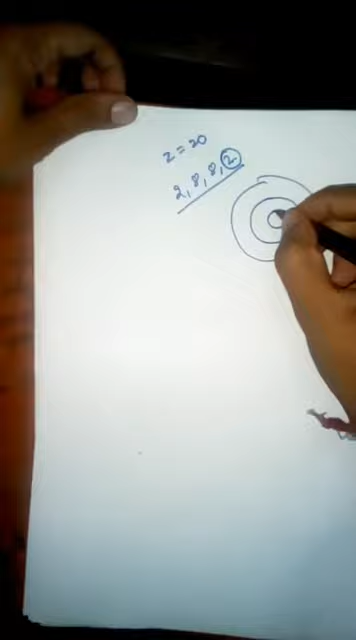 z = 20
2, 8, 8, 2